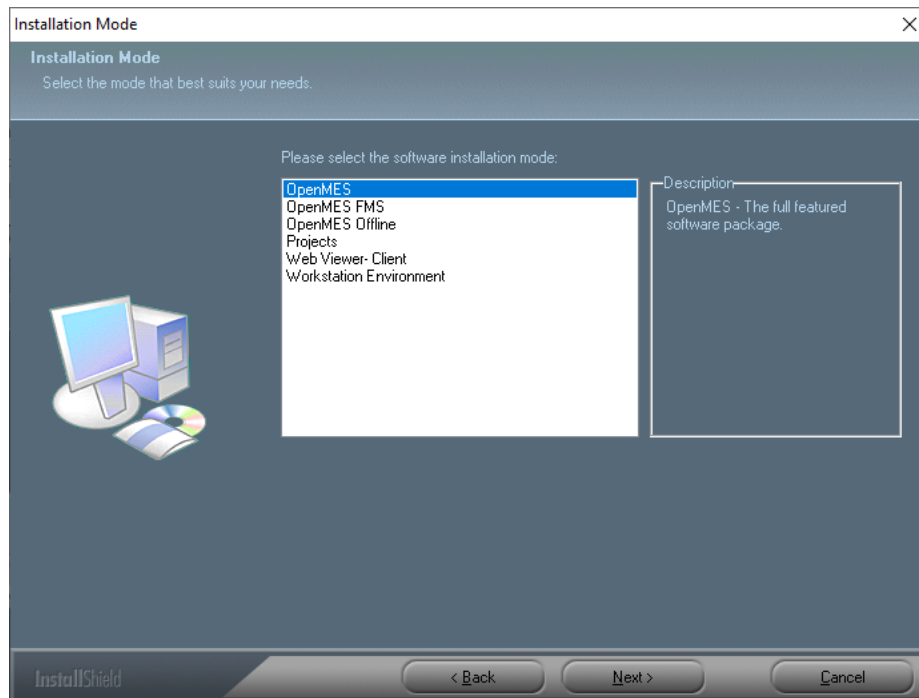 Installation Mode
Installation Mode
Select the mode that best suits your needs.
Please select the software installation mode:
OpenMES
OpenMES FMS
OpenMES Offline
Projects
Web Viewer- Client
Workstation Environment
Description
OpenMES - The full featured
software package.
InstallShield
< Back
Next >
Cancel